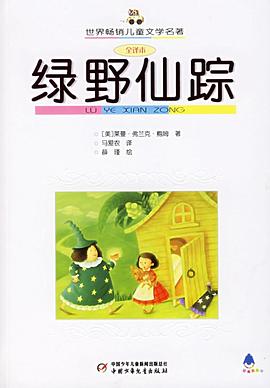 世界畅销儿童文学名著
全译本
绿野仙踪
LU YE XIAN ZONG
[美]莱曼·弗兰克·鲍姆 著
马爱农 译
薛瑾 绘
中国少年儿童新闻出版总社
中国少年儿童出版社